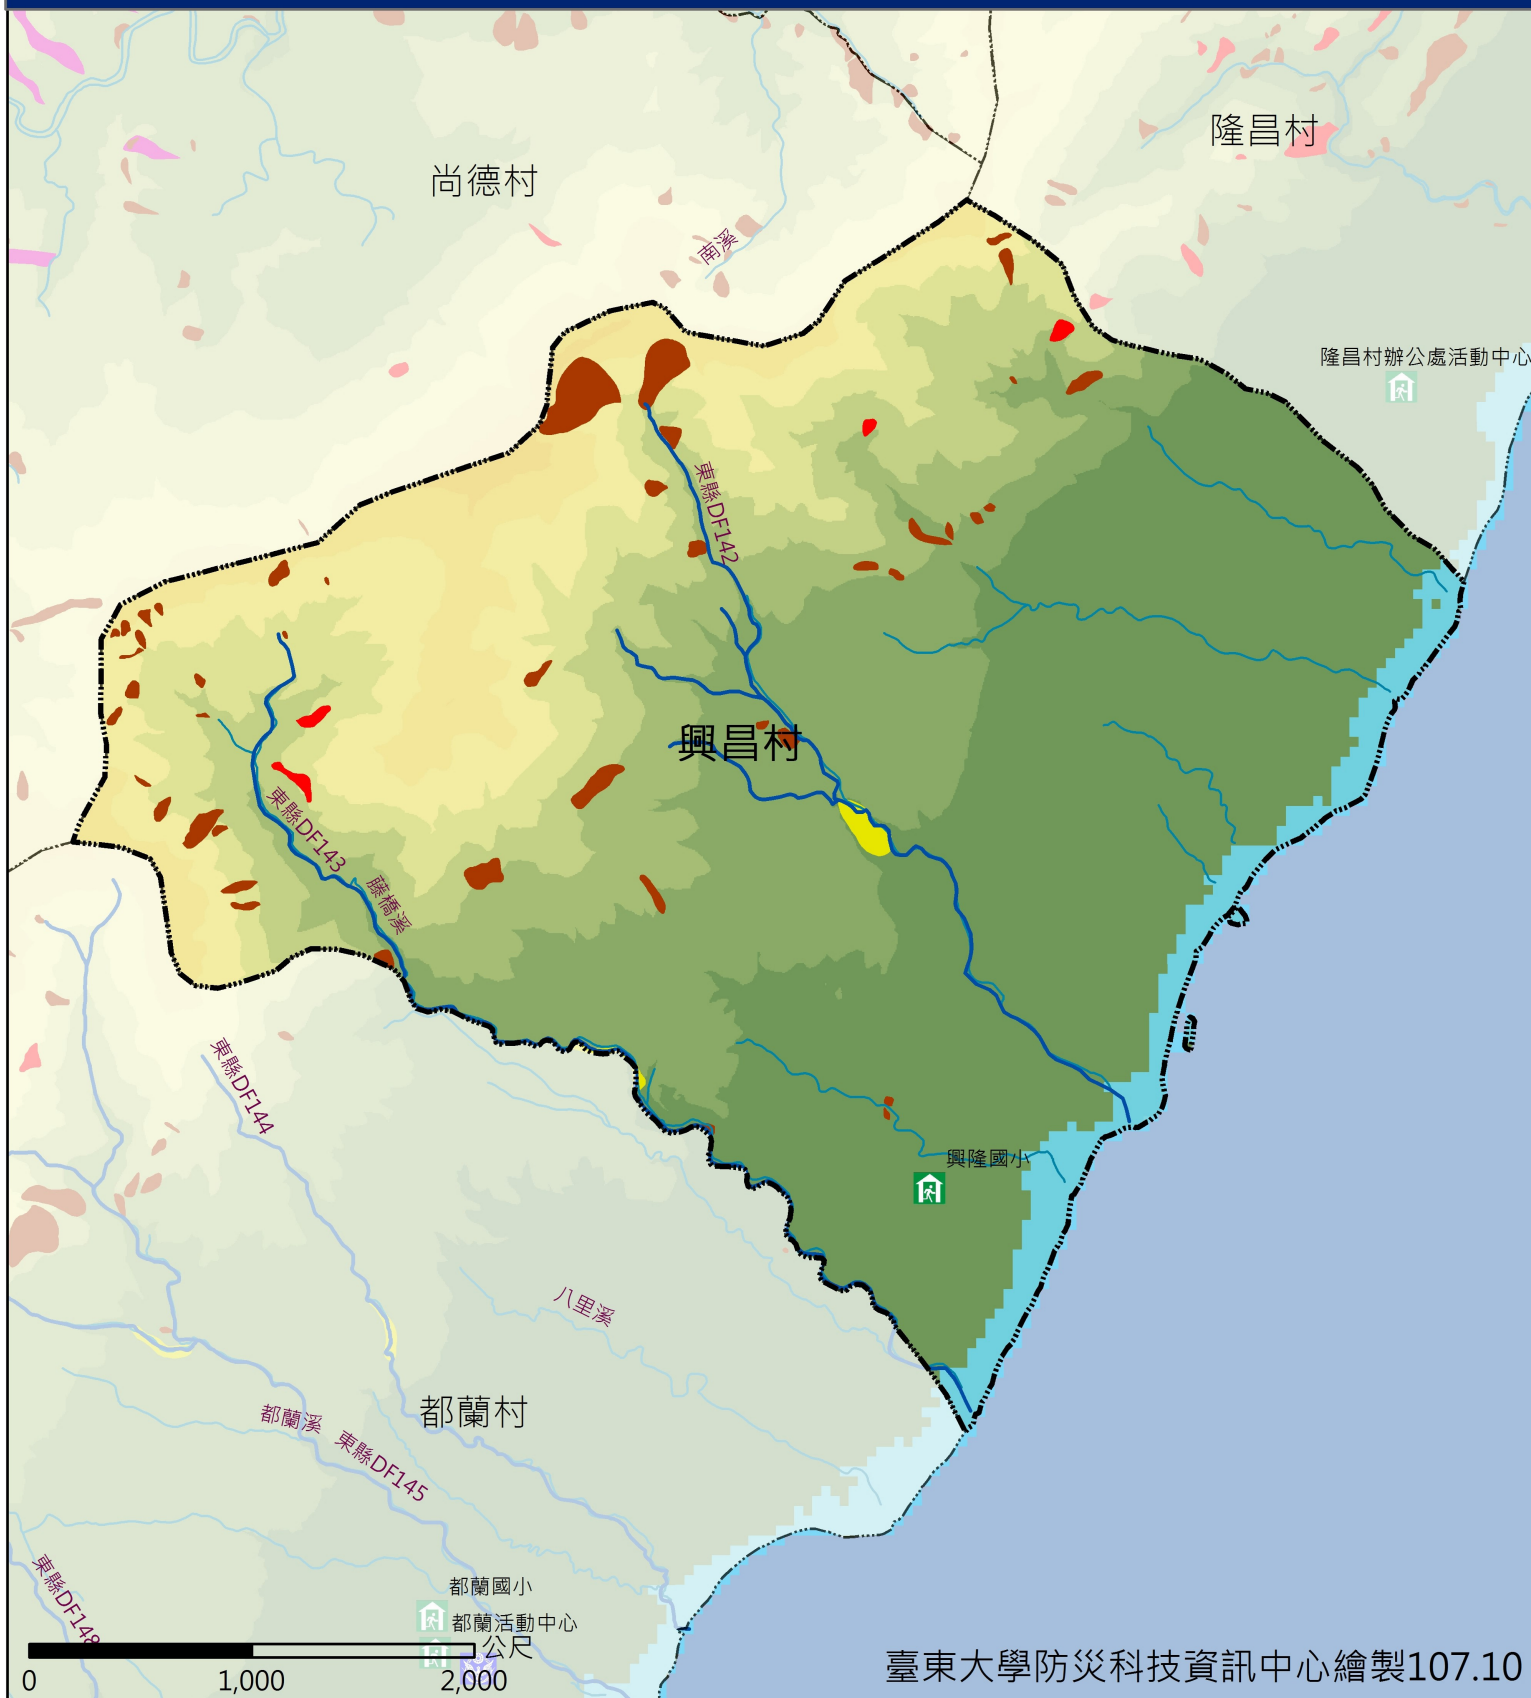 隆昌村
尚德村
南溪
隆昌村辦公處活動中心
東縣DF142
興昌村
東縣DF143
藤橋溪
東縣DF144
興隆國小
八里溪
都蘭村
都蘭溪
東縣DF145
東縣DF148
都蘭國小
都蘭活動中心
公尺
0 1,000 2,000
臺東大學防災科技資訊中心繪製107.10